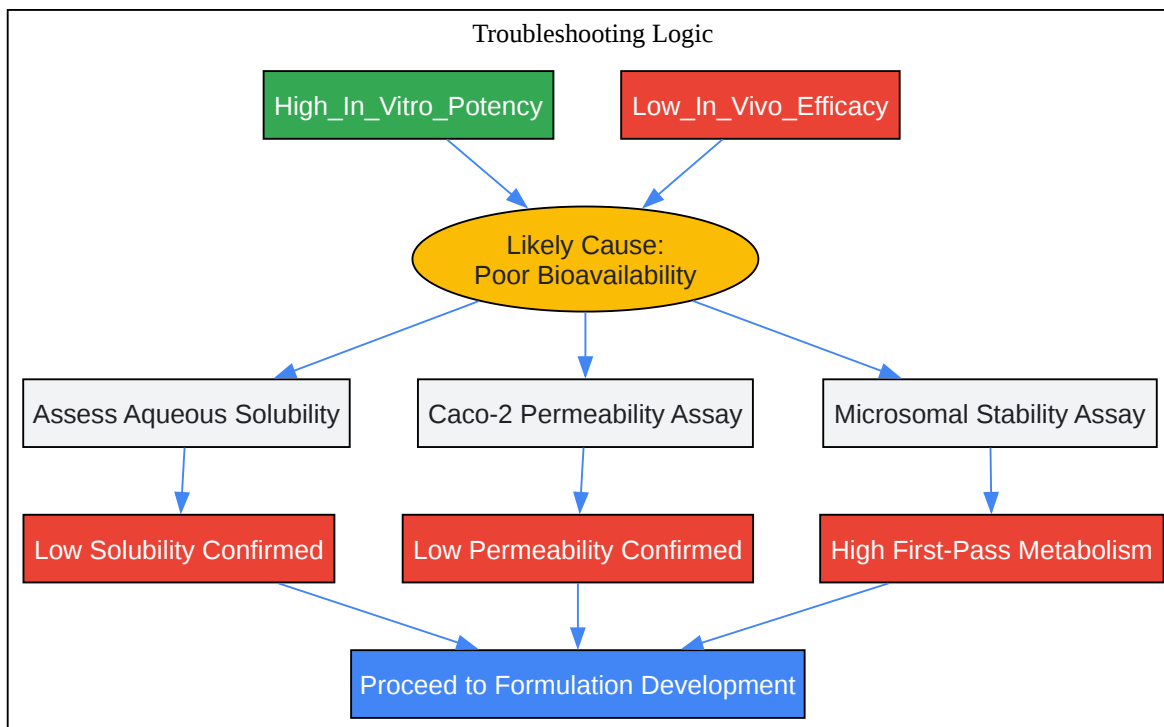 Troubleshooting Logic
High_In_Vitro_Potency
Low_In_Vivo_Efficacy
Likely Cause:
Poor Bioavailability
Assess Aqueous Solubility
Caco-2 Permeability Assay
Microsomal Stability Assay
Low Solubility Confirmed
Low Permeability Confirmed
High First-Pass Metabolism
Proceed to Formulation Development